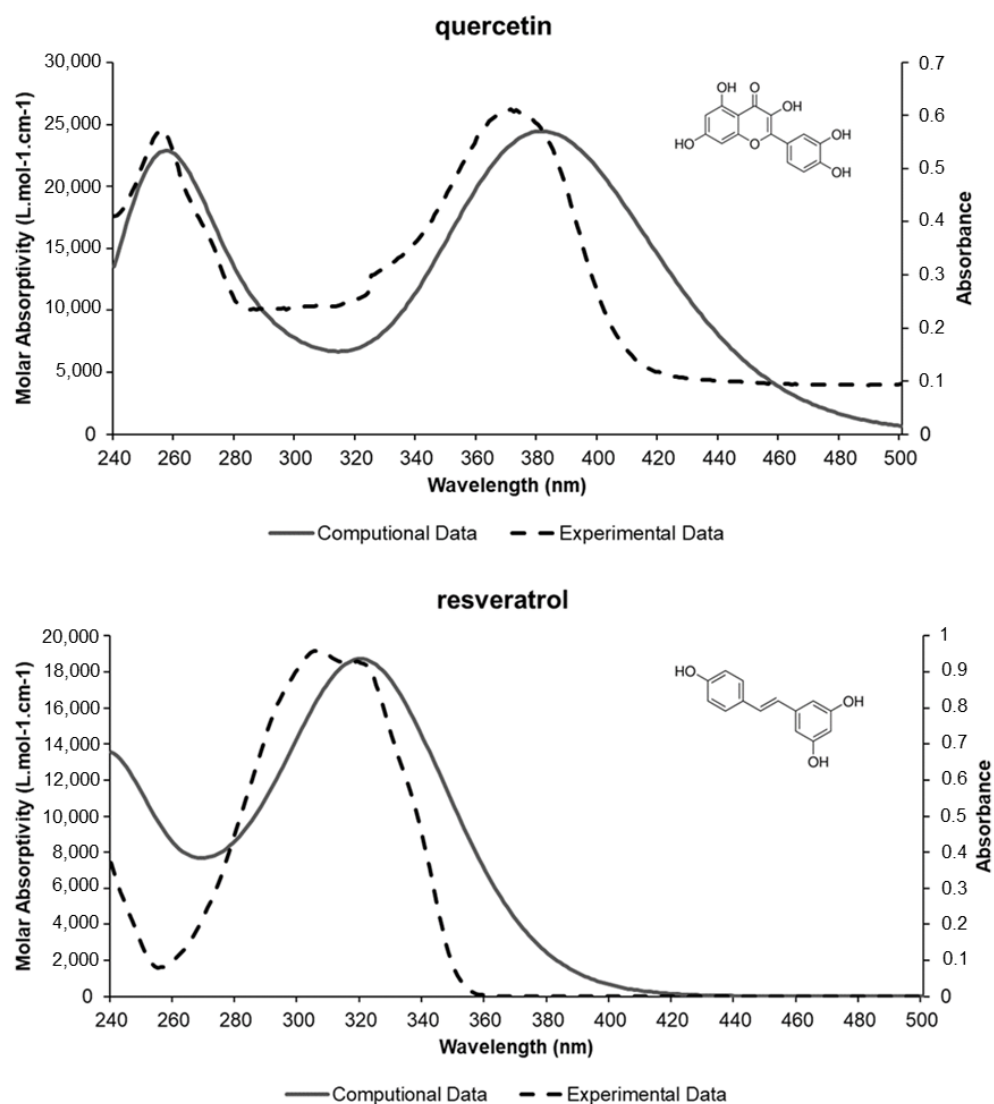 quercetin
Molar Absorptivity (L.mol-1.cm-1)
30,000
25,000
20,000
15,000
10,000
5,000
0
0.7
0.6
0.5
0.4
0.3
0.2
0.1
0
Absorbance
OH
O
OH
HO
O
OH
OH
240 260 280 300 320 340 360 380 400 420 440 460 480 500
Wavelength (nm)
Computional Data Experimental Data
resveratrol
Molar Absorptivity (L.mol-1.cm-1)
20,000
18,000
16,000
14,000
12,000
10,000
8,000
6,000
4,000
2,000
0
1
0.9
0.8
0.7
0.6
0.5
0.4
0.3
0.2
0.1
0
Absorbance
HO
OH
OH
240 260 280 300 320 340 360 380 400 420 440 460 480 500
Wavelength (nm)
Computional Data Experimental Data